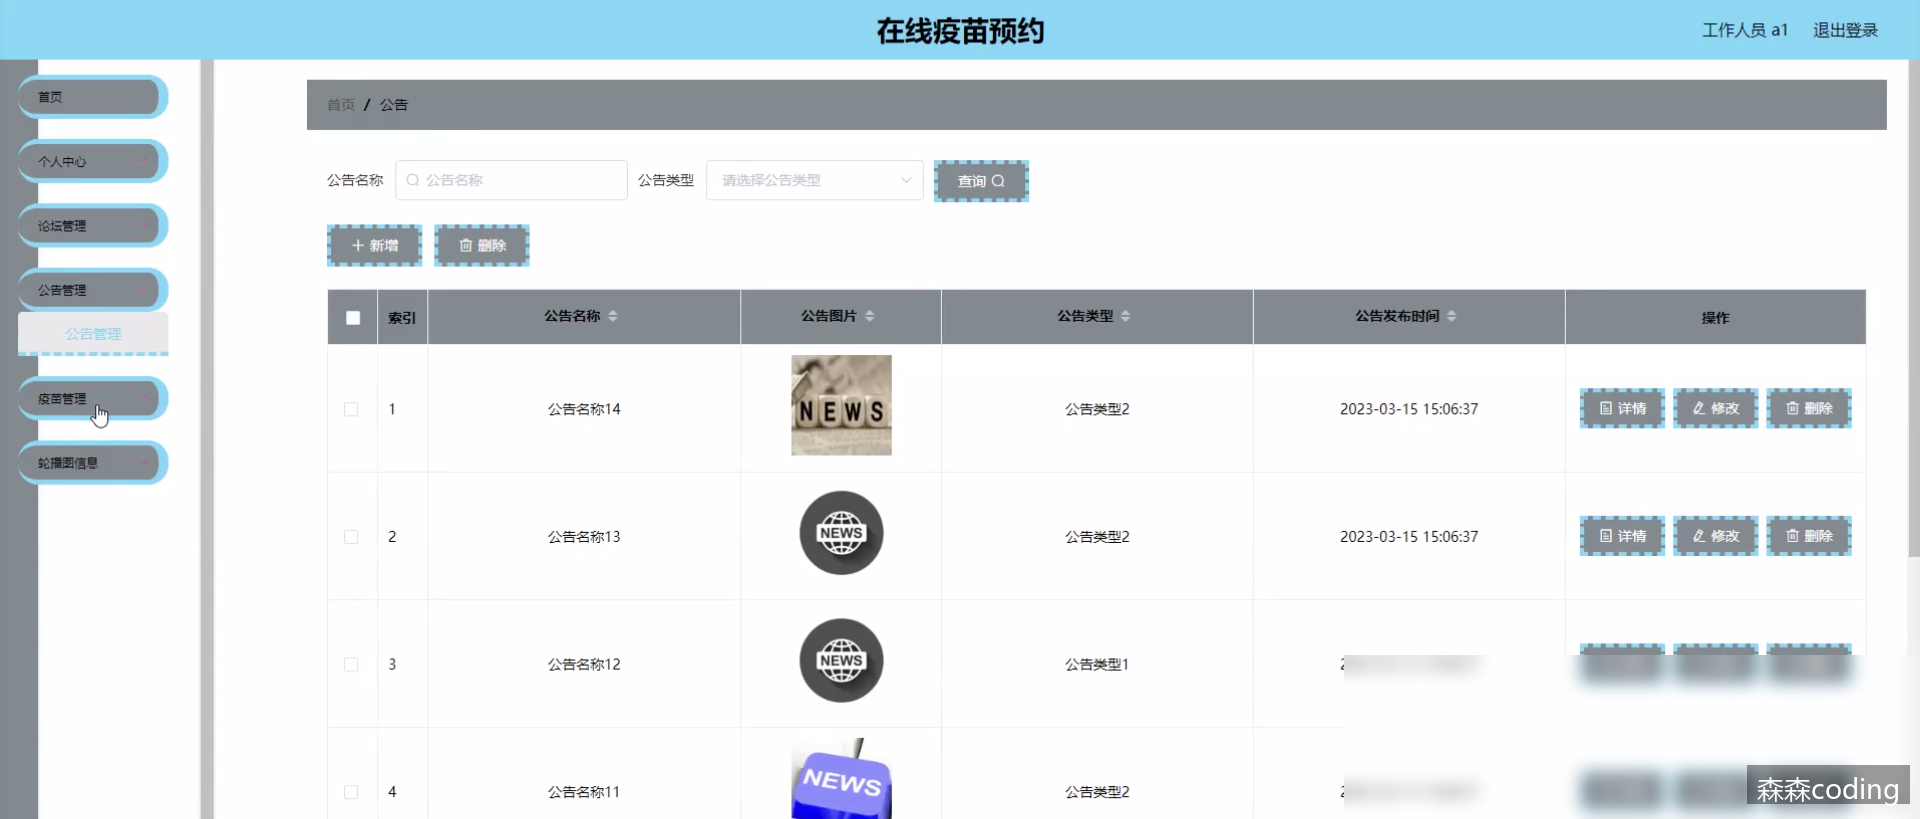 在线疫苗预约
工作人员 a1 退出登录
首页
个人中心
论坛管理
公告管理
公告管理
疫苗管理
轮播图信息
首页 / 公告
公告名称 公告名称 公告类型 请选择公告类型 查询
新增 删除
索引 公告名称 公告图片 公告类型 公告发布时间 操作
NEWS
1 公告名称14 公告类型2 2023-03-15 15:06:37 详情 修改 删除
NEWS
2 公告名称13 公告类型2 2023-03-15 15:06:37 详情 修改 删除
NEWS
3 公告名称12 公告类型1
NEWS
4 公告名称11 公告类型2
森森coding